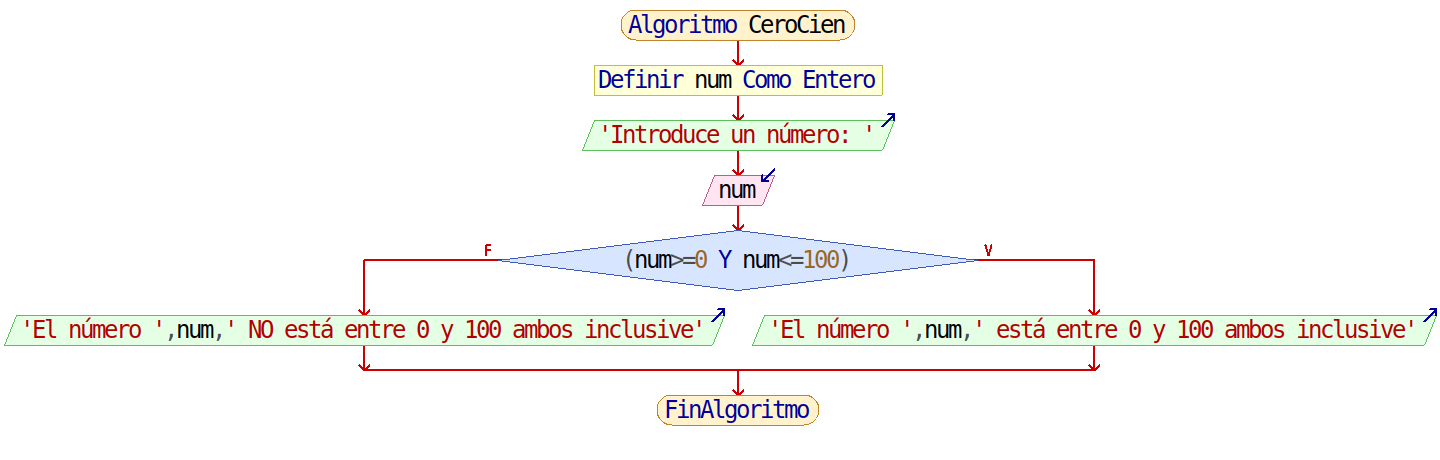 Algoritmo CeroCien
Definir num Como Entero
'Introduce un número: '
num
F
V
(num>=0 Y num<=100)
'El número ',num,' NO está entre 0 y 100 ambos inclusive'
'El número ',num,' está entre 0 y 100 ambos inclusive'
FinAlgoritmo